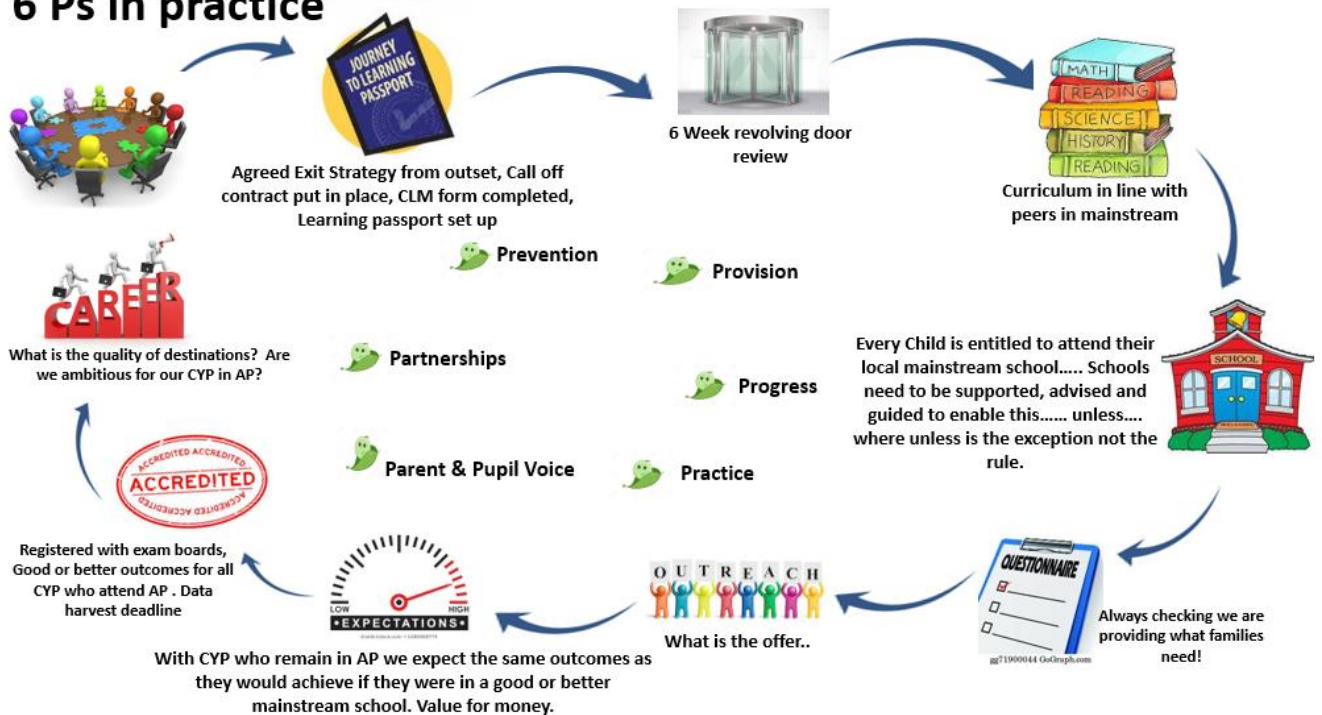 6 Ps in practice
JOURNEY
TO LEARNING
PASSPORT
Agreed Exit Strategy from outset, Call off
contract put in place, CLM form completed,
Learning passport set up
6 Week revolving door
review
MATH
READING
SCIENCE
HISTORY
READING
Curriculum in line with
peers in mainstream
Prevention
Provision
Partnerships
Progress
Parent & Pupil Voice
Practice
SCHOOL
Every Child is entitled to attend their
local mainstream school..... Schools
need to be supported, advised and
guided to enable this...... unless....
where unless is the exception not the
rule.
QUESTIONNAIRE
gg71900044 GoGraph.com
Always checking we are
providing what families
need!
OUTREACH
What is the offer..
LOW
HIGH
•EXPECTATIONS•
With CYP who remain in AP we expect the same outcomes as
they would achieve if they were in a good or better
mainstream school. Value for money.
ACCREDITED ACCREDITED
ACCREDITED
ACCREDITED ACCREDITED
Registered with exam boards,
Good or better outcomes for all
CYP who attend AP . Data
harvest deadline
CAREER
What is the quality of destinations?  Are
we ambitious for our CYP in AP?